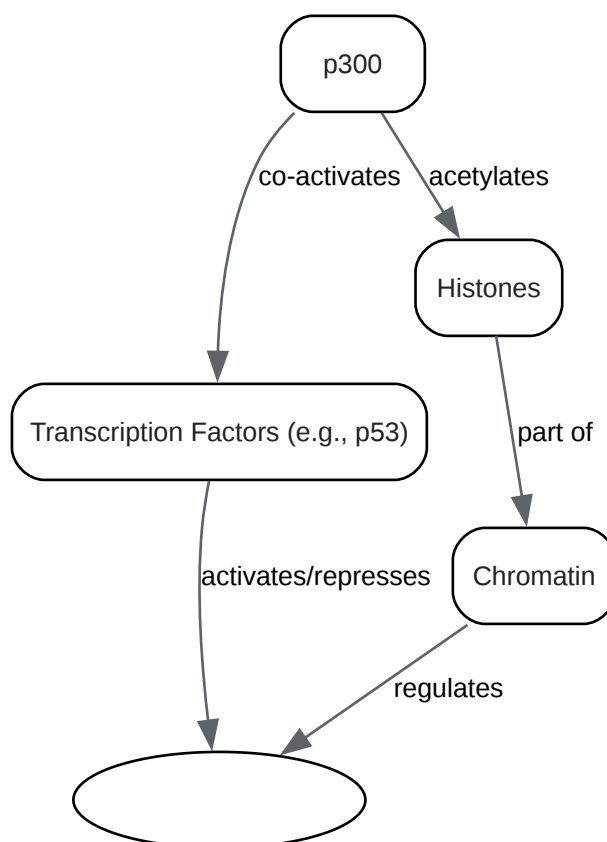 p300
co-activates
acetylates
Histones
Transcription Factors (e.g., p53)
part of
activates/represses
Chromatin
regulates